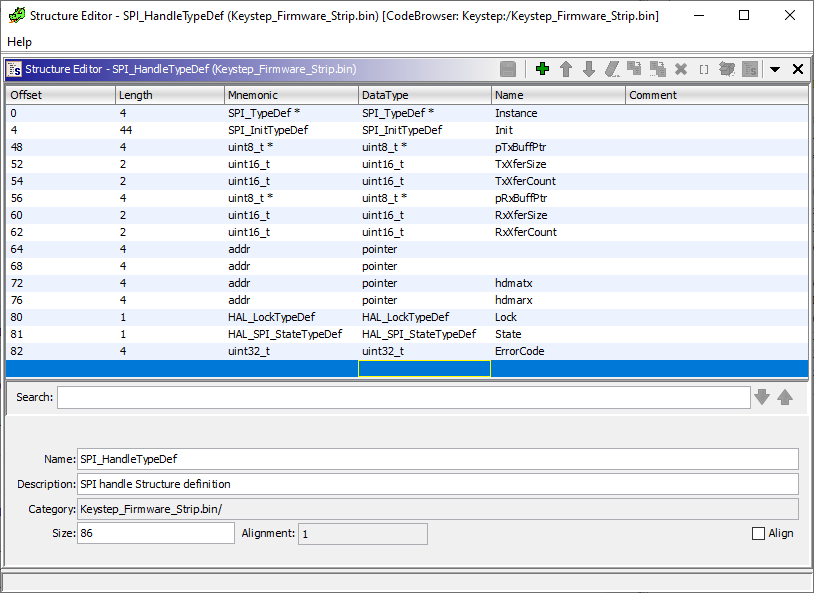 Structure Editor - SPI_HandleTypeDef (Keystep_Firmware_Strip.bin) [CodeBrowser: Keystep:/Keystep_Firmware_Strip.bin]
Help
Structure Editor - SPI_HandleTypeDef (Keystep_Firmware_Strip.bin)
Offset Length Mnemonic DataType Name Comment
0 4 SPI_TypeDef * SPI_TypeDef * Instance
4 44 SPI_InitTypeDef SPI_InitTypeDef Init
48 4 uint8_t * uint8_t * pTxBuffPtr
52 2 uint16_t uint16_t TxXferSize
54 2 uint16_t uint16_t TxXferCount
56 4 uint8_t * uint8_t * pRxBuffPtr
60 2 uint16_t uint16_t RxXferSize
62 2 uint16_t uint16_t RxXferCount
64 4 addr pointer
68 4 addr pointer
72 4 addr pointer hdmatx
76 4 addr pointer hdmarx
80 1 HAL_LockTypeDef HAL_LockTypeDef Lock
81 1 HAL_SPI_StateTypeDef HAL_SPI_StateTypeDef State
82 4 uint32_t uint32_t ErrorCode
Search:
Name: SPI_HandleTypeDef
Description: SPI handle Structure definition
Category: Keystep_Firmware_Strip.bin/
Size: 86 Alignment: 1 Align